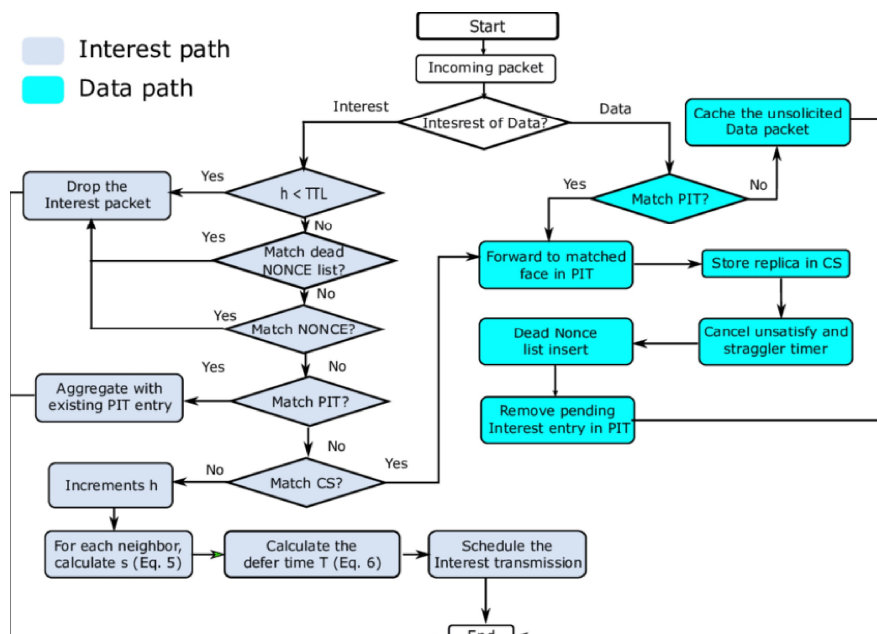 Interest path
Data path
Start
Incoming packet
Interest
Intesrest of Data?
Data
Cache the unsolicited
Data packet
Yes
Drop the
Interest packet
h < TTL
No
Yes
Match dead
NONCE list?
No
Yes
Match NONCE?
No
Yes
Aggregate with
existing PIT entry
Match PIT?
No
No
Increments h
Match CS?
Yes
For each neighbor,
calculate s (Eq. 5)
Calculate the
defer time T (Eq. 6)
Schedule the
Interest transmission
Yes
Match PIT?
No
Forward to matched
face in PIT
Store replica in CS
Cancel unsatisfy and
straggler timer
Dead Nonce
list insert
Remove pending
Interest entry in PIT
End